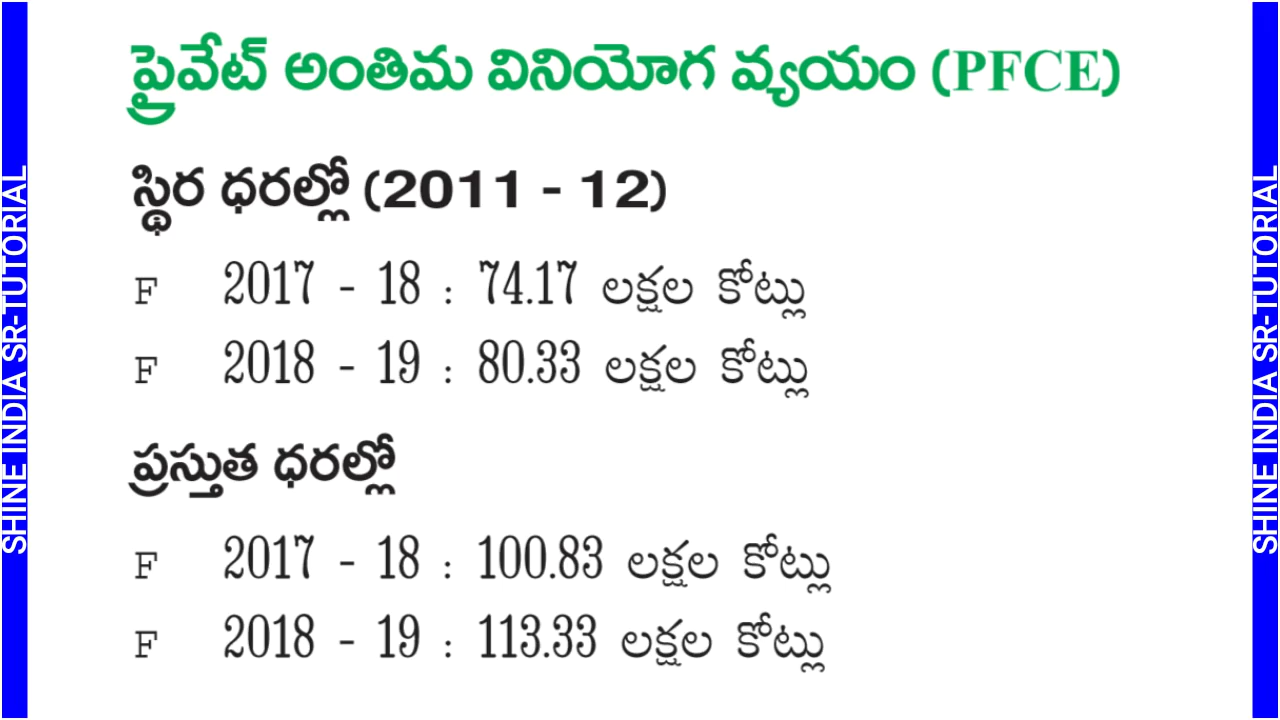 ప్రైవేట్ అంతిమ వినియోగ వ్యయం (PFCE)
స్థిర ధరల్లో (2011 - 12)
F 2017 - 18 : 74.17 లక్షల కోట్లు
F 2018 - 19 : 80.33 లక్షల కోట్లు
ప్రస్తుత ధరల్లో
F 2017 - 18 : 100.83 లక్షల కోట్లు
F 2018 - 19 : 113.33 లక్షల కోట్లు
SHINE INDIA SR-TUTORIAL
SHINE INDIA SR-TUTORIAL